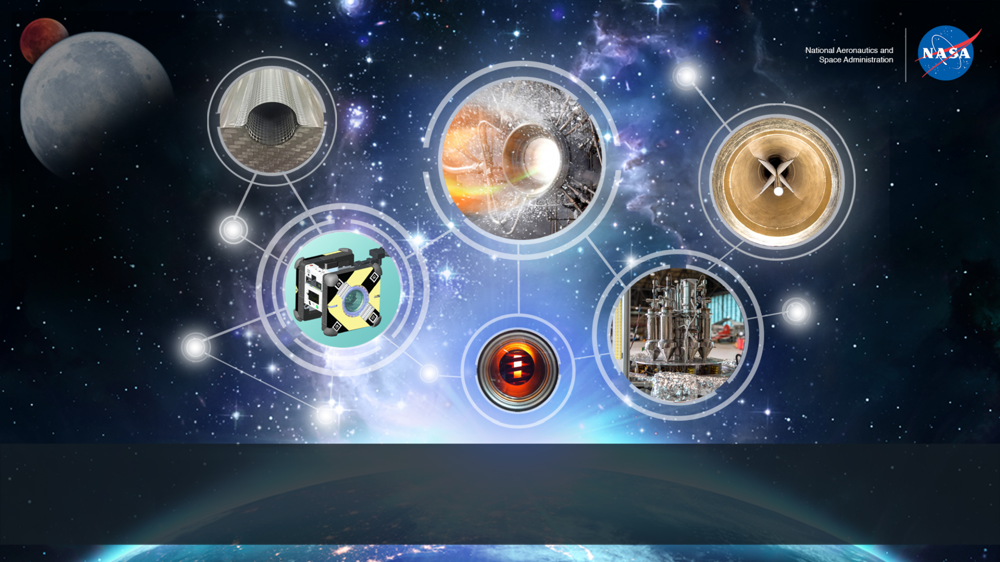 National Aeronautics and
Space Administration
NASA